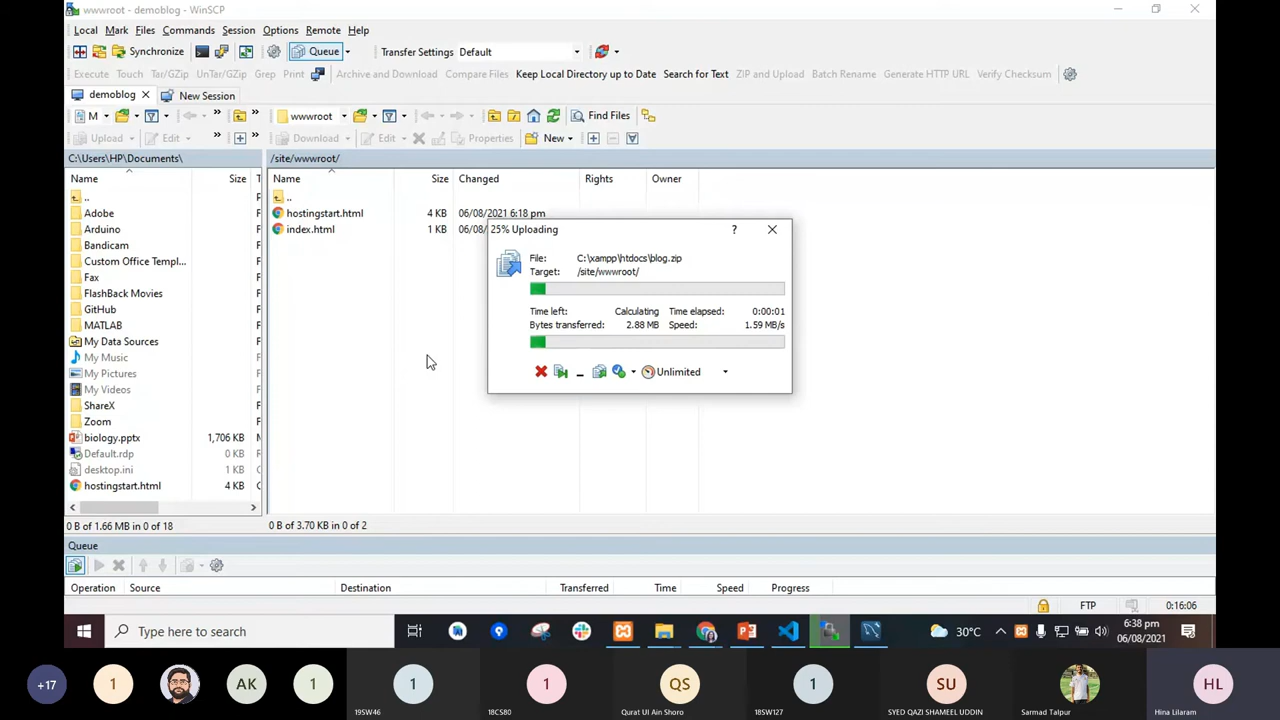 wwwroot - demoblog - WinSCP
Local Mark Files Commands Session Options Remote Help
Synchronize Queue Transfer Settings Default
Execute Touch Tar/GZip UnTar/GZip Grep Print Archive and Download Compare Files Keep Local Directory up to Date Search for Text ZIP and Upload Batch Rename Generate HTTP URL Verify Checksum
demoblog New Session
M » » wwwroot Find Files
Upload Edit » Download Edit Properties New
C:\Users\HP\Documents\ /site/wwwroot/
Name Size T Name Size Changed Rights Owner
.. ..
Adobe hostingstart.html 4 KB 06/08/2021 6:18 pm
Arduino index.html 1 KB 06/08/
Bandicam
Custom Office Templ...
Fax
FlashBack Movies
GitHub
MATLAB
My Data Sources
My Music
My Pictures
My Videos
ShareX
Zoom
biology.pptx 1,706 KB
Default.rdp 0 KB
desktop.ini 1 KB
hostingstart.html 4 KB
25% Uploading ?
File: C:\xampp\htdocs\blog.zip
Target: /site/wwwroot/
Time left: Calculating Time elapsed: 0:00:01
Bytes transferred: 2.88 MB Speed: 1.59 MB/s
Unlimited
0 B of 1.66 MB in 0 of 18 0 B of 3.70 KB in 0 of 2
Queue
Operation Source Destination Transferred Time Speed Progress
FTP 0:16:06
Type here to search 30°C 6:38 pm
06/08/2021
+17 1 AK 1 1 1 QS 1 SU HL
19SW46 18CS80 Qurat Ul Ain Shoro 18SW127 SYED QAZI SHAMEEL UDDIN Sarmad Talpur Hina Lilaram